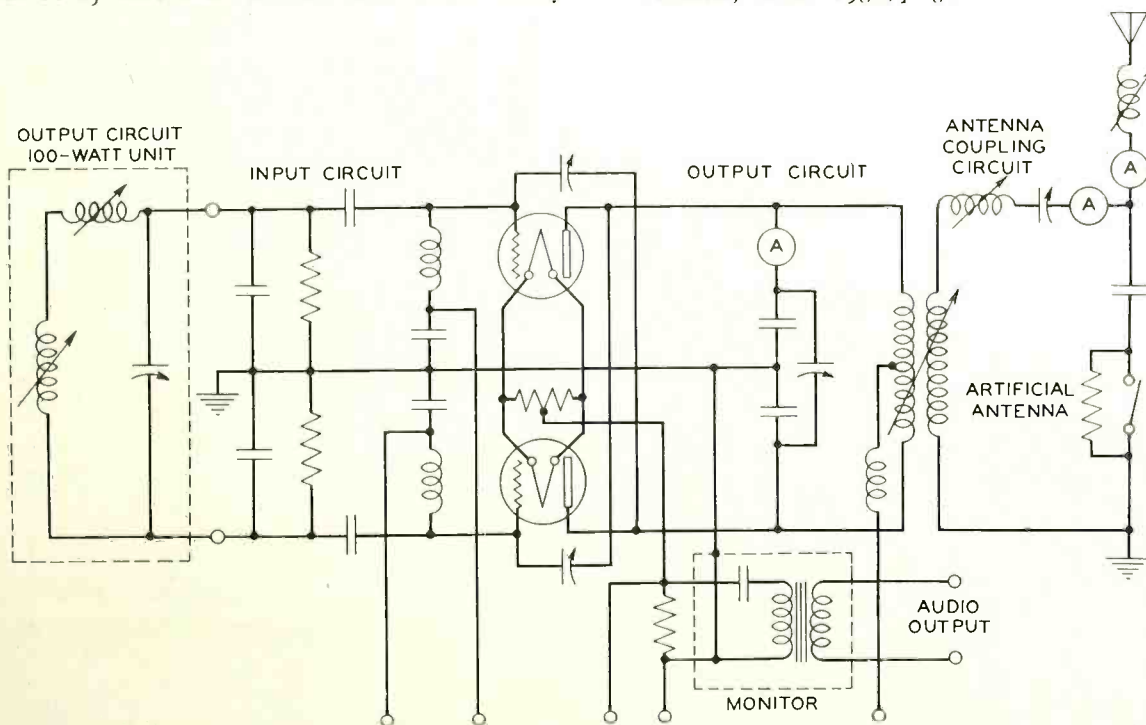 OUTPUT CIRCUIT
100-WATT UNIT
INPUT CIRCUIT
OUTPUT CIRCUIT
ANTENNA
COUPLING
CIRCUIT
A
A
A
ARTIFICIAL
ANTENNA
AUDIO
OUTPUT
MONITOR